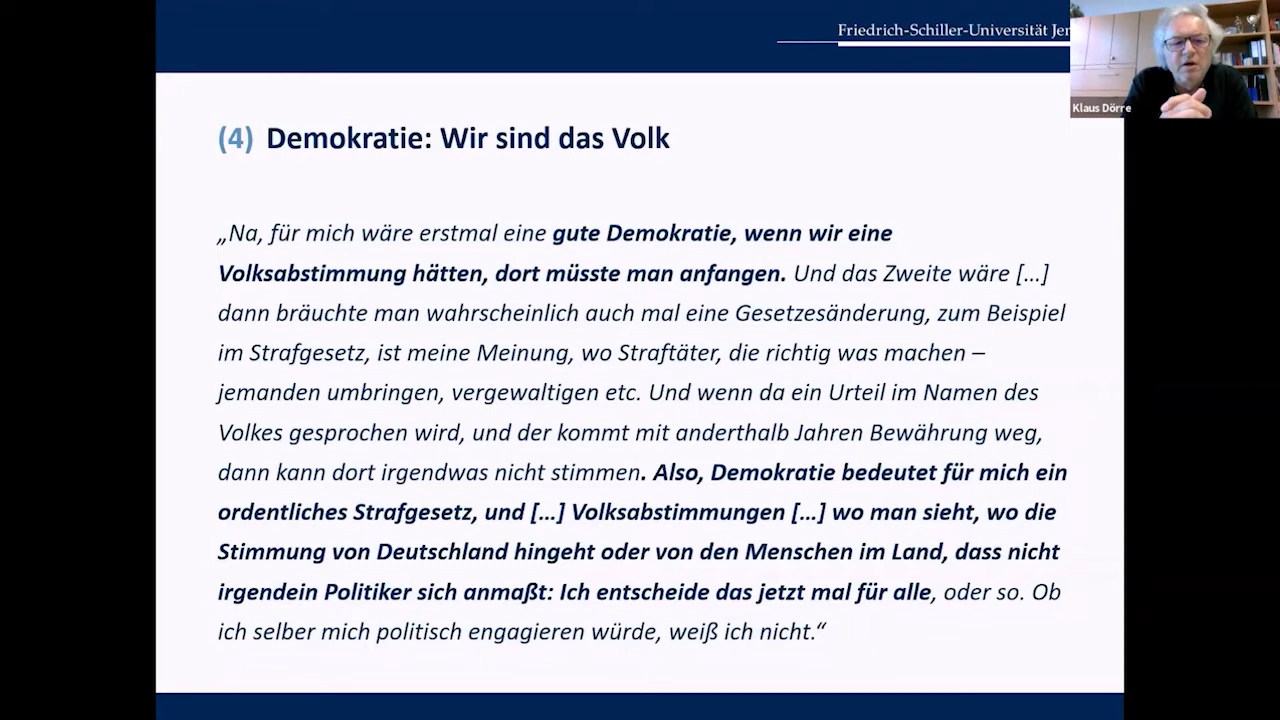 Friedrich-Schiller-Universität Jen
Klaus Dörre
(4) Demokratie: Wir sind das Volk
„Na, für mich wäre erstmal eine gute Demokratie, wenn wir eine
Volksabstimmung hätten, dort müsste man anfangen. Und das Zweite wäre […]
dann bräuchte man wahrscheinlich auch mal eine Gesetzesänderung, zum Beispiel
im Strafgesetz, ist meine Meinung, wo Straftäter, die richtig was machen –
jemanden umbringen, vergewaltigen etc. Und wenn da ein Urteil im Namen des
Volkes gesprochen wird, und der kommt mit anderthalb Jahren Bewährung weg,
dann kann dort irgendwas nicht stimmen. Also, Demokratie bedeutet für mich ein
ordentliches Strafgesetz, und […] Volksabstimmungen […] wo man sieht, wo die
Stimmung von Deutschland hingeht oder von den Menschen im Land, dass nicht
irgendein Politiker sich anmaßt: Ich entscheide das jetzt mal für alle, oder so. Ob
ich selber mich politisch engagieren würde, weiß ich nicht.“